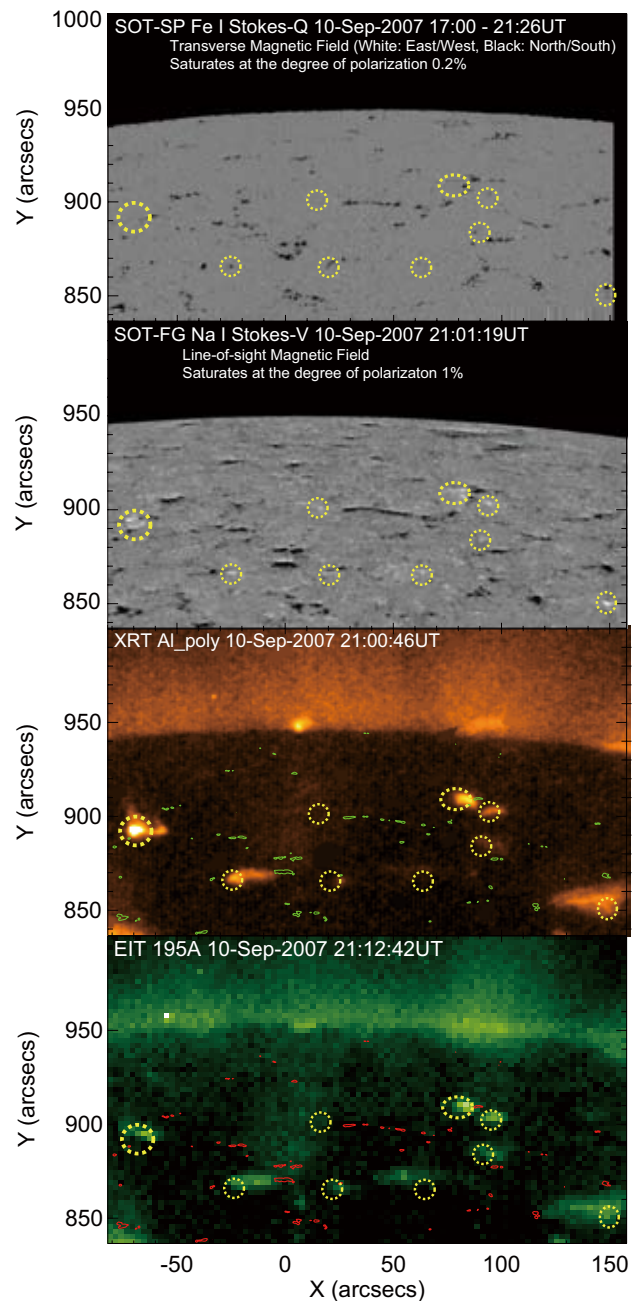 SOT-SP Fe I Stokes-Q 10-Sep-2007 17:00 - 21:26UT
Transverse Magnetic Field (White: East/West, Black: North/South)
Saturates at the degree of polarization 0.2%
1000
950
900
850
Y (arcsecs)
SOT-FG Na I Stokes-V 10-Sep-2007 21:01:19UT
Line-of-sight Magnetic Field
Saturates at the degree of polarizaton 1%
950
900
850
Y (arcsecs)
XRT Al_poly 10-Sep-2007 21:00:46UT
950
900
850
Y (arcsecs)
EIT 195A 10-Sep-2007 21:12:42UT
950
900
850
Y (arcsecs)
-50 0 50 100 150
X (arcsecs)